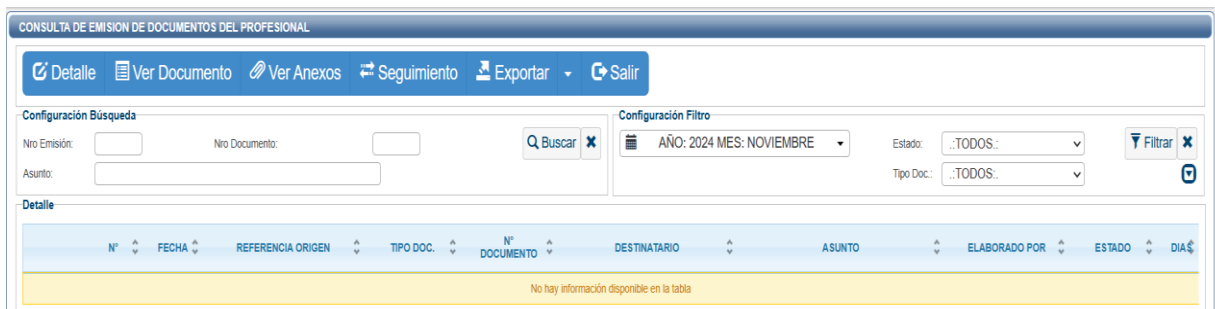 CONSULTA DE EMISION DE DOCUMENTOS DEL PROFESIONAL
Detalle Ver Documento Ver Anexos Seguimiento Exportar Salir
Configuración Búsqueda
Nro Emisión: Nro Documento: Buscar
Asunto:
Configuración Filtro
AÑO: 2024 MES: NOVIEMBRE Estado: .:TODOS.: Filtrar
Tipo Doc.: .:TODOS:.
Detalle
N° FECHA REFERENCIA ORIGEN TIPO DOC. N° DOCUMENTO DESTINATARIO ASUNTO ELABORADO POR ESTADO DIAS
No hay información disponible en la tabla